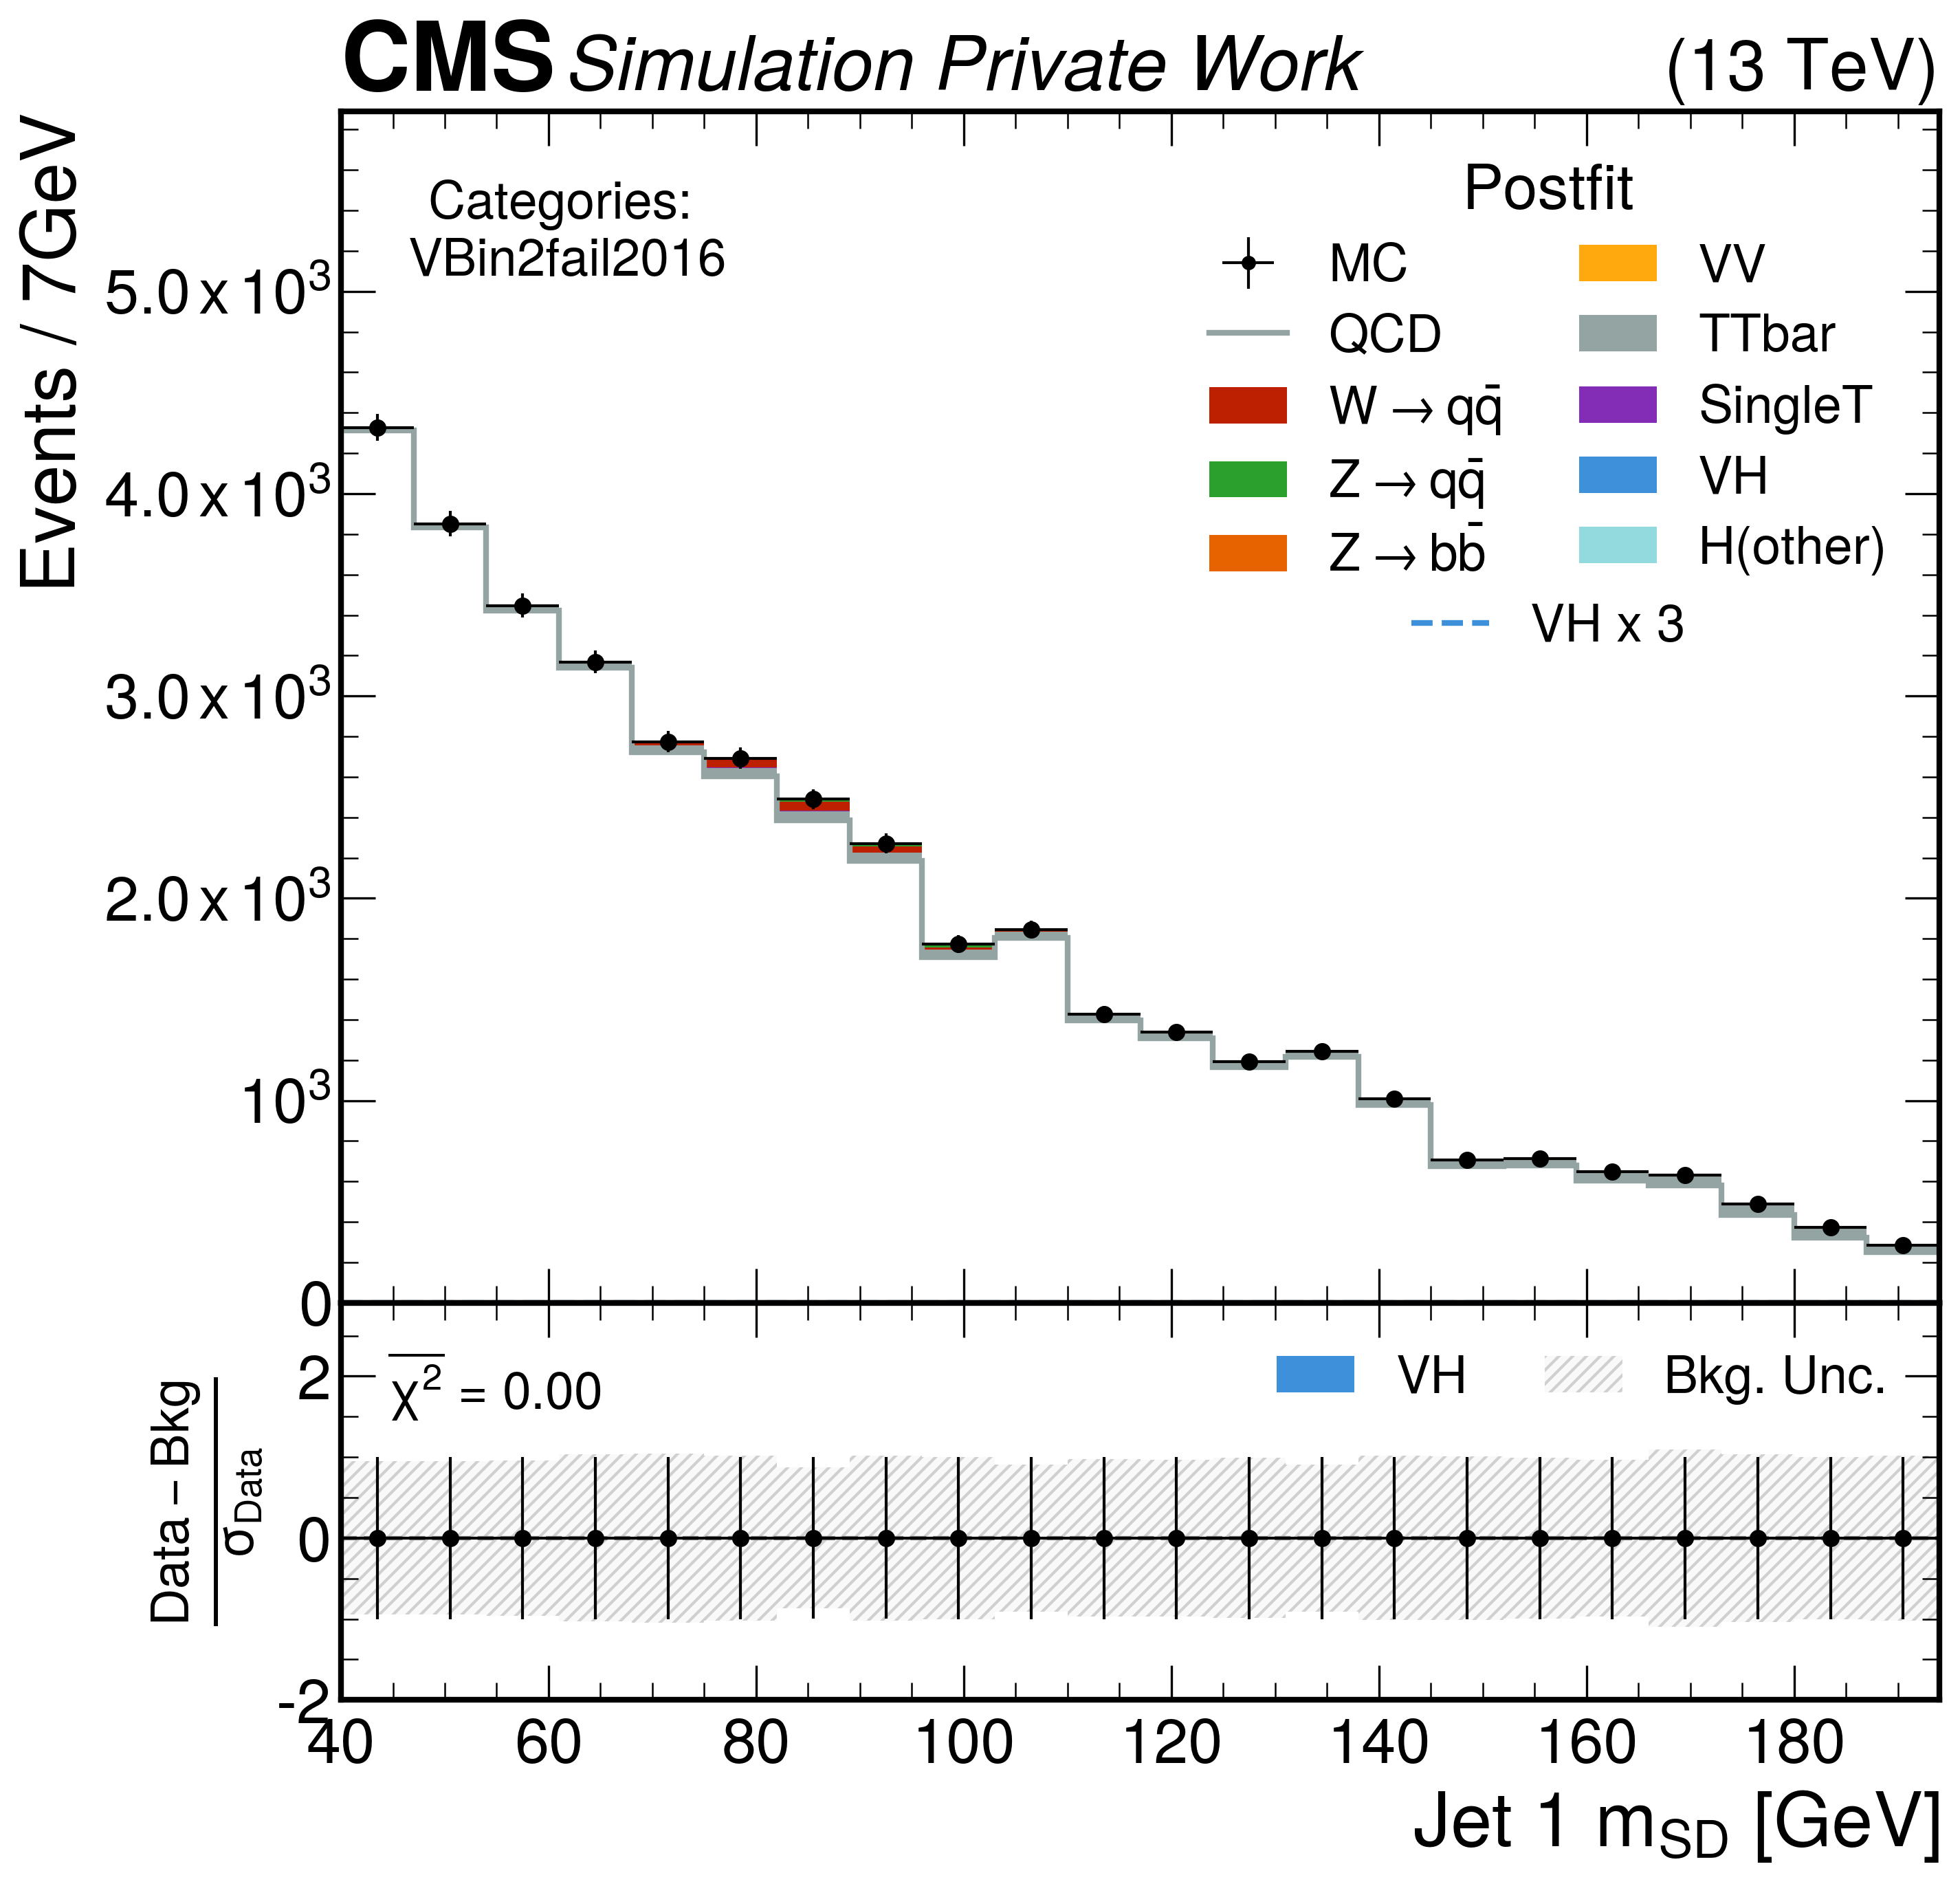 CMS Simulation Private Work (13 TeV)
Events / 7GeV
Categories:
VBin2fail2016
Postfit
MC
QCD
W → qq̄
Z → qq̄
Z → bb̄
VV
TTbar
SingleT
VH
H(other)
VH x 3
5.0 x 10³
4.0 x 10³
3.0 x 10³
2.0 x 10³
10³
0
Data – Bkg
σData
2
0
-2
χ² = 0.00
VH
Bkg. Unc.
40 60 80 100 120 140 160 180
Jet 1 mSD [GeV]